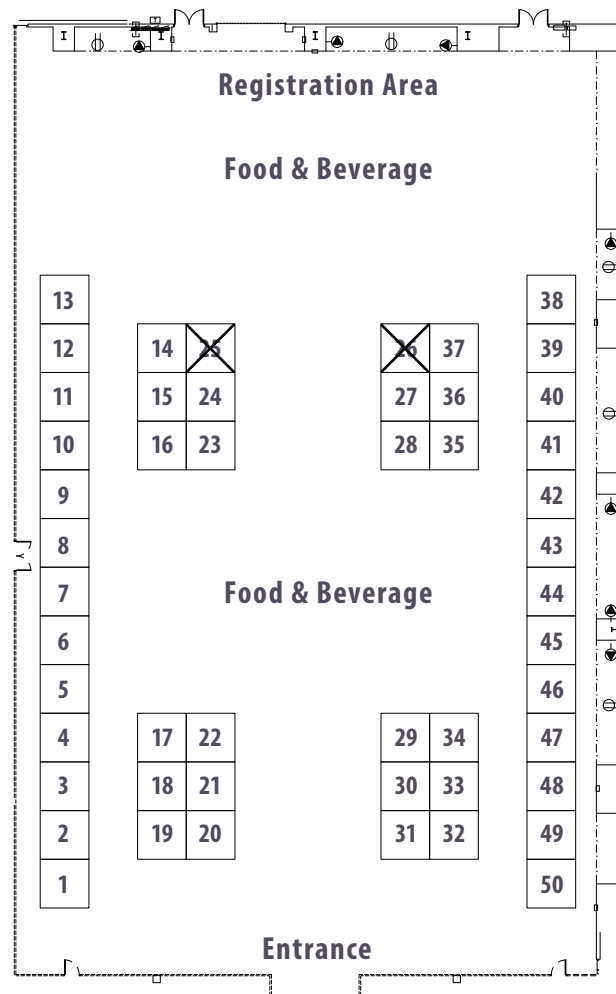 Registration Area
Food & Beverage
13 38
12 14 25 26 37 39
11 15 24 27 36 40
10 16 23 28 35 41
9 42
8 43
7 Food & Beverage 44
6 45
5 46
4 17 22 29 34 47
3 18 21 30 33 48
2 19 20 31 32 49
1 50
Entrance